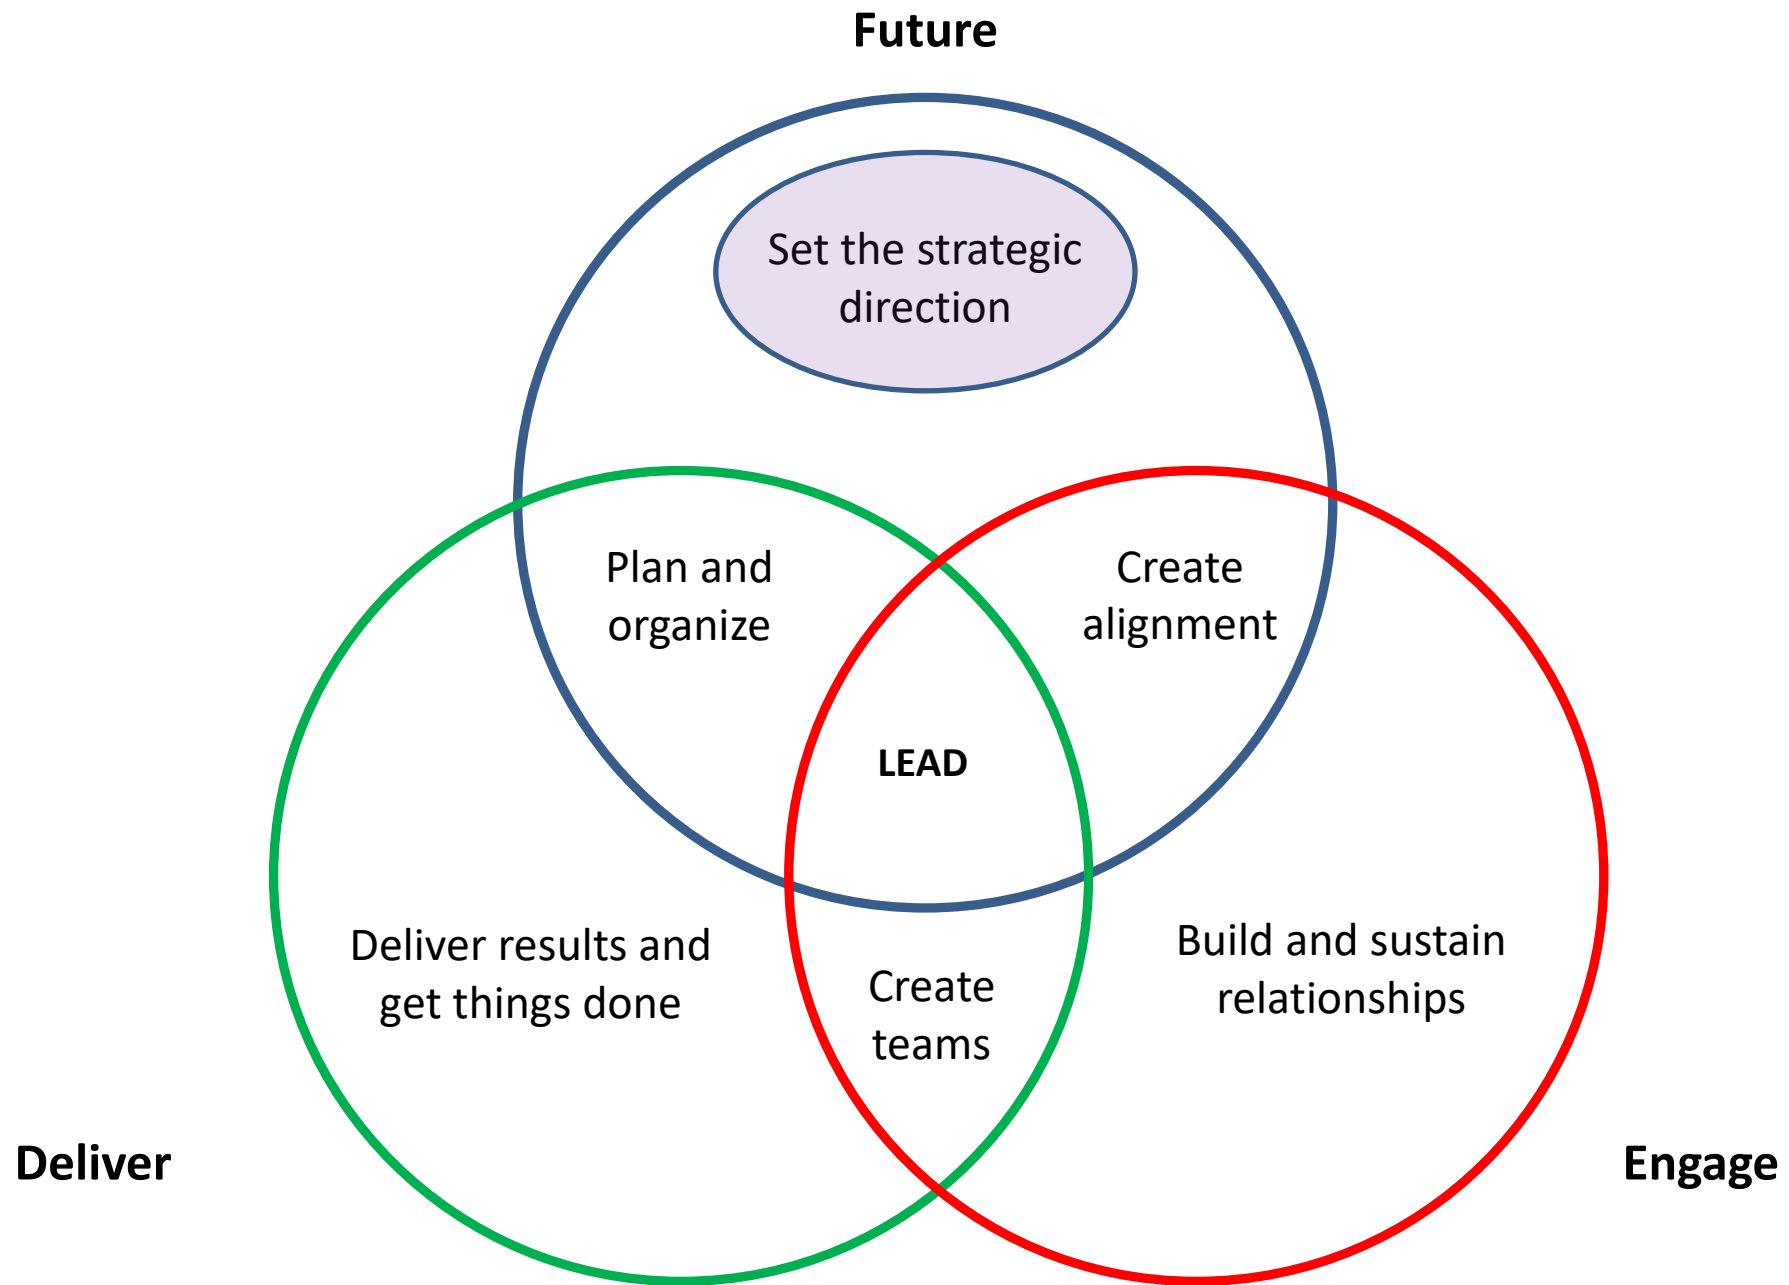 Future
Set the strategic
direction
Plan and
organize
Create
alignment
LEAD
Deliver results and
get things done
Create
teams
Build and sustain
relationships
Deliver
Engage